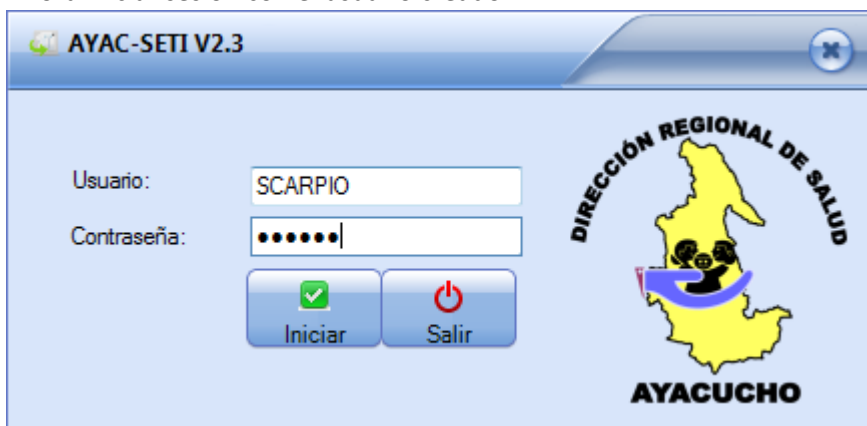 AYAC-SETI V2.3
Usuario:
SCARPIO
Contraseña:
••••••
Iniciar
Salir
DIRECCIÓN REGIONAL DE SALUD
AYACUCHO